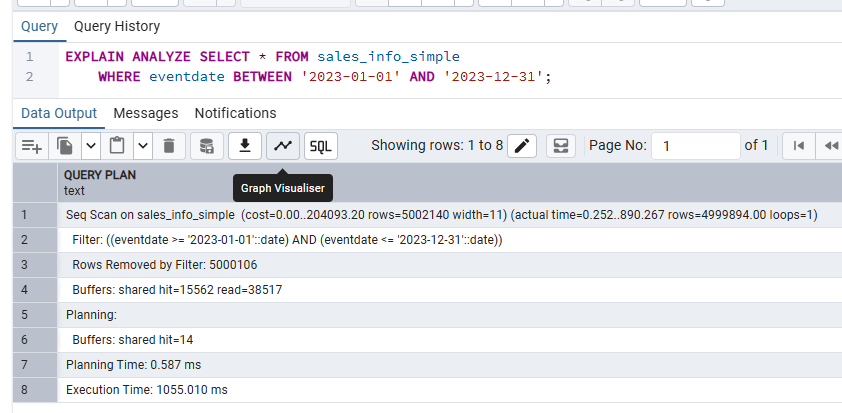 Query Query History
1 EXPLAIN ANALYZE SELECT * FROM sales_info_simple
2 WHERE eventdate BETWEEN '2023-01-01' AND '2023-12-31';
Data Output Messages Notifications
SQL Showing rows: 1 to 8 Page No: 1 of 1
QUERY PLAN
text
Graph Visualiser
1 Seq Scan on sales_info_simple (cost=0.00..204093.20 rows=5002140 width=11) (actual time=0.252..890.267 rows=4999894.00 loops=1)
2 Filter: ((eventdate >= '2023-01-01'::date) AND (eventdate <= '2023-12-31'::date))
3 Rows Removed by Filter: 5000106
4 Buffers: shared hit=15562 read=38517
5 Planning:
6 Buffers: shared hit=14
7 Planning Time: 0.587 ms
8 Execution Time: 1055.010 ms